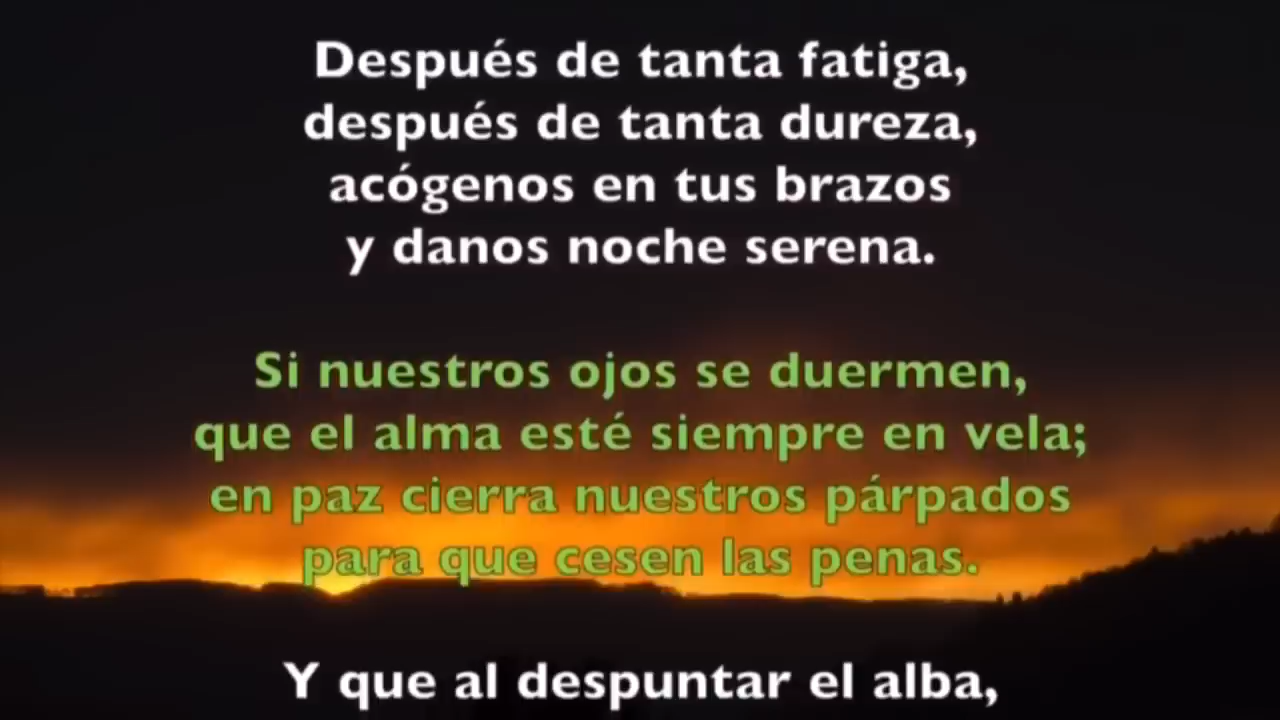 Después de tanta fatiga,
después de tanta dureza,
acógenos en tus brazos
y danos noche serena.
Si nuestros ojos se duermen,
que el alma esté siempre en vela;
en paz cierra nuestros párpados
para que cesen las penas.
Y que al despuntar el alba,